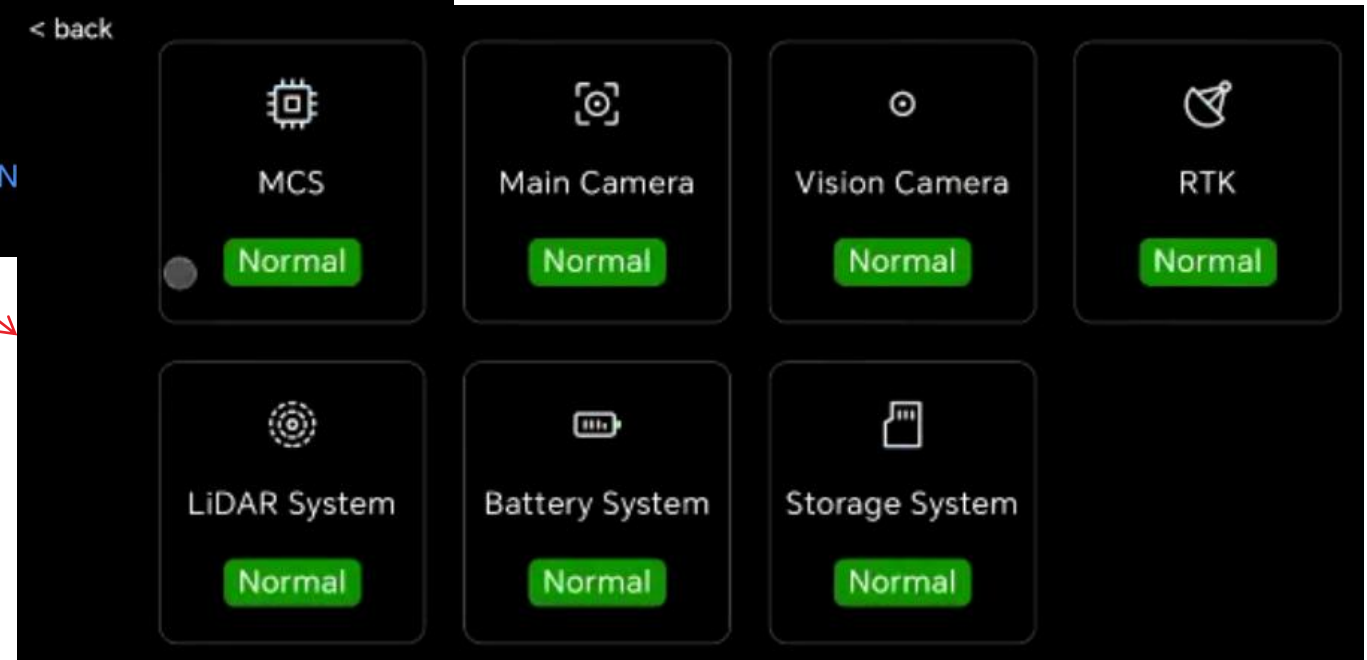 < back
N
MCS
Normal
Main Camera
Normal
Vision Camera
Normal
RTK
Normal
LiDAR System
Normal
Battery System
Normal
Storage System
Normal